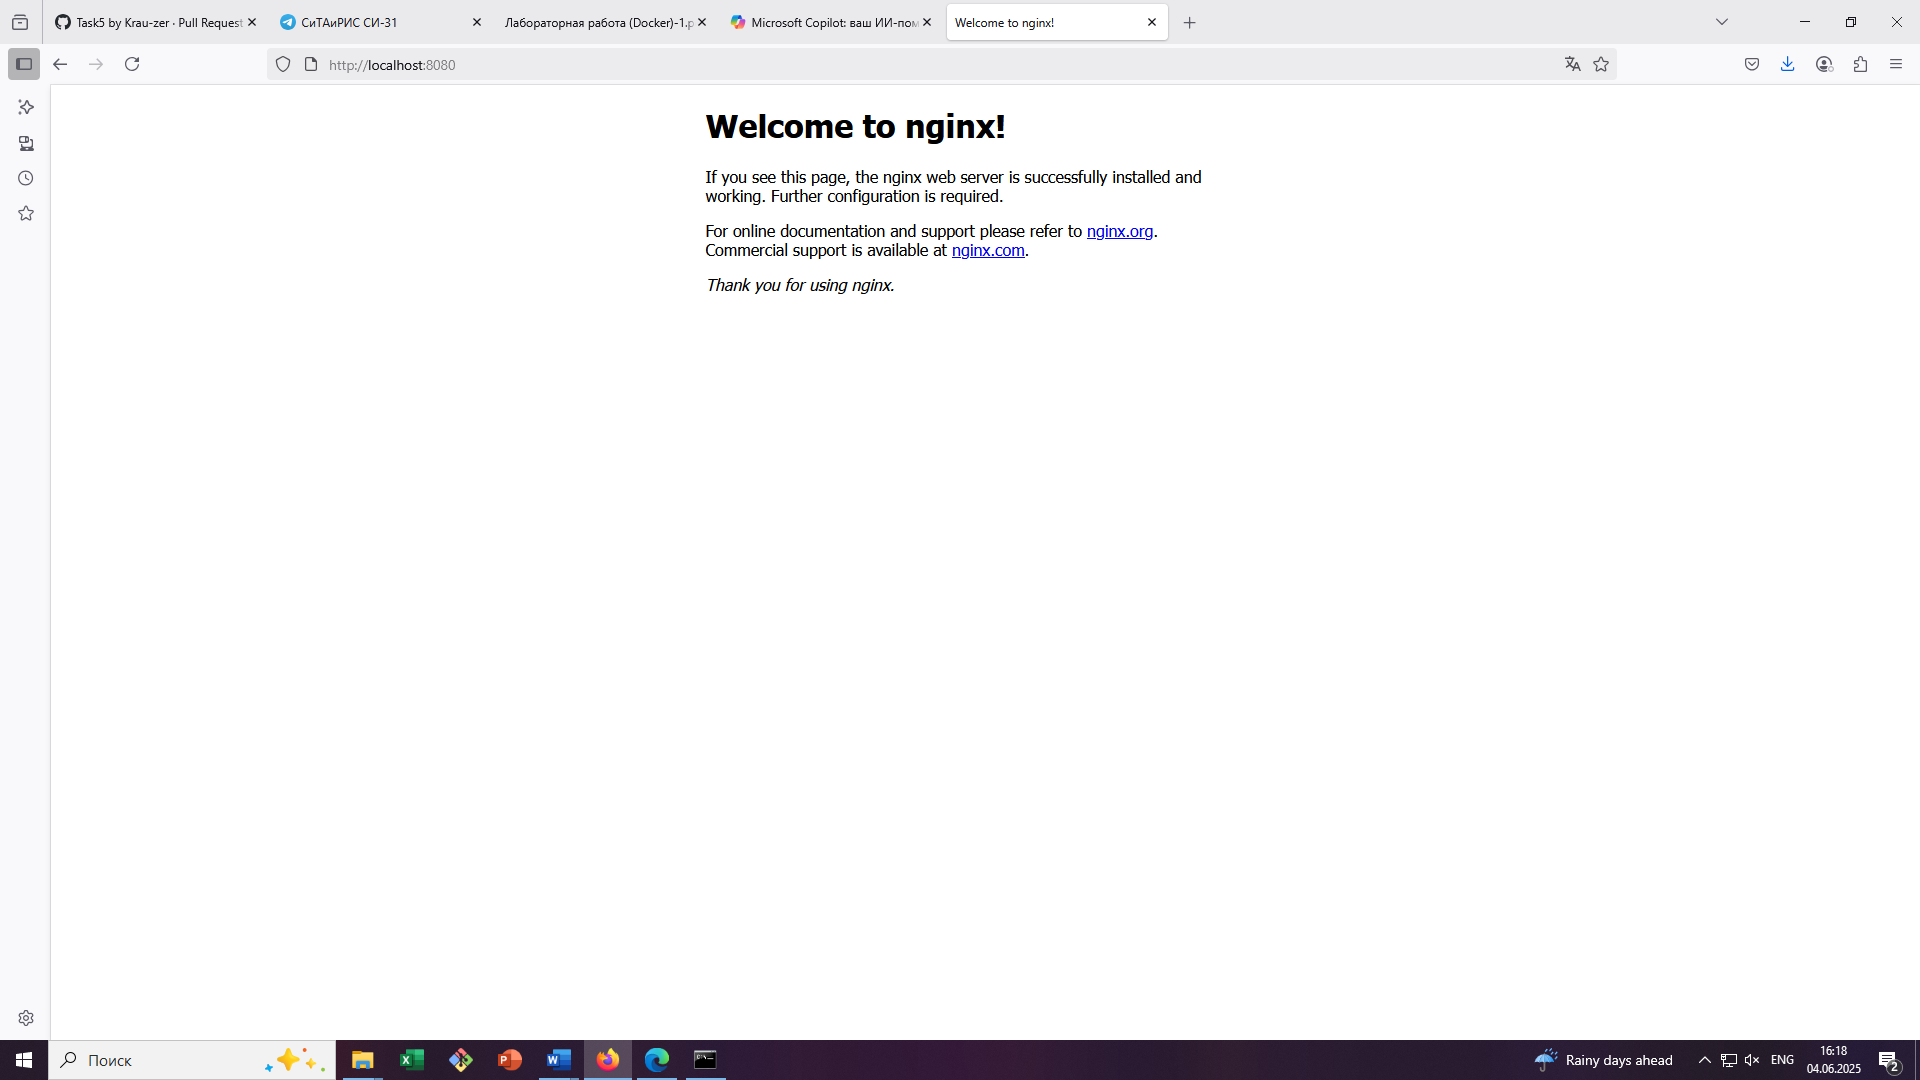 Task5 by Krau-zer · Pull Request
СиТАиРИС СИ-31
Лабораторная работа (Docker)-1.p
Microsoft Copilot: ваш ИИ-пом
Welcome to nginx!
http://localhost:8080
Welcome to nginx!
If you see this page, the nginx web server is successfully installed and
working. Further configuration is required.
For online documentation and support please refer to nginx.org.
Commercial support is available at nginx.com.
Thank you for using nginx.
Поиск
Rainy days ahead
ENG
16:18
04.06.2025
2